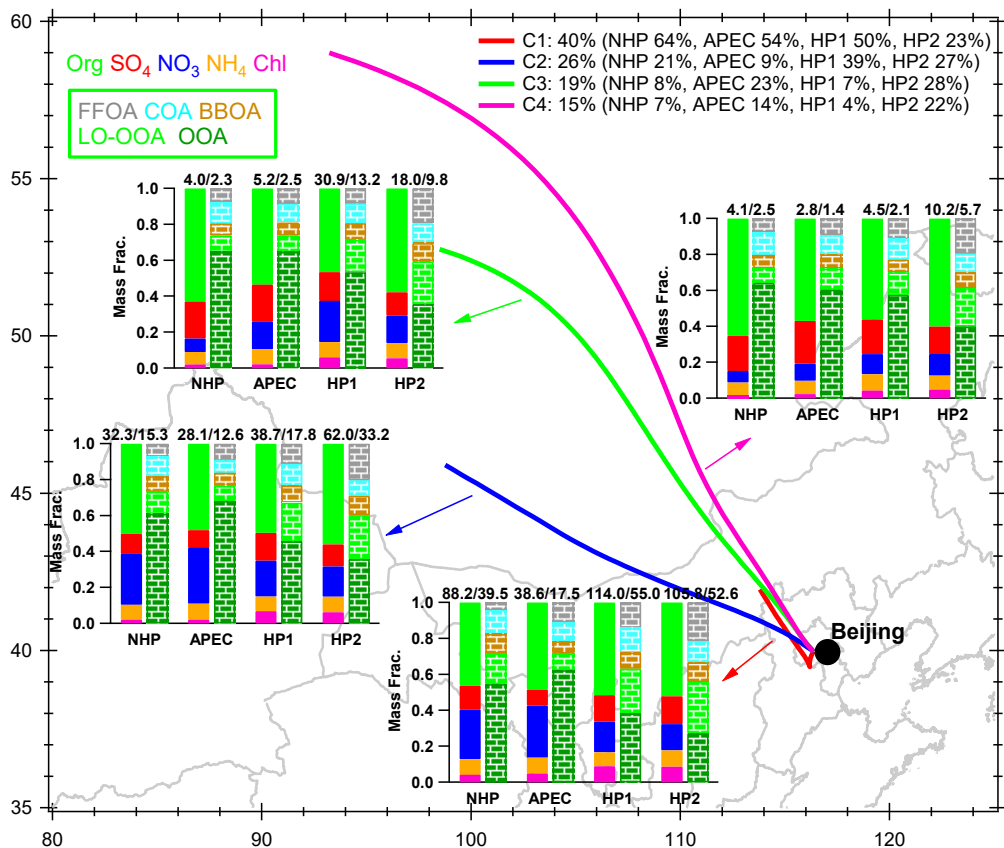 60
55
50
45
40
35
80
90
100
110
120
Org SO4 NO3 NH4 Chl
FFOA COA BBOA
LO-OOA OOA
C1: 40% (NHP 64%, APEC 54%, HP1 50%, HP2 23%)
C2: 26% (NHP 21%, APEC 9%, HP1 39%, HP2 27%)
C3: 19% (NHP 8%, APEC 23%, HP1 7%, HP2 28%)
C4: 15% (NHP 7%, APEC 14%, HP1 4%, HP2 22%)
4.0/2.3 5.2/2.5 30.9/13.2 18.0/9.8
Mass Frac.
1.0
0.8
0.6
0.4
0.2
0.0
NHP APEC HP1 HP2
4.1/2.5 2.8/1.4 4.5/2.1 10.2/5.7
Mass Frac.
1.0
0.8
0.6
0.4
0.2
0.0
NHP APEC HP1 HP2
32.3/15.3 28.1/12.6 38.7/17.8 62.0/33.2
Mass Frac.
1.0
0.8
0.6
0.4
0.2
0.0
NHP APEC HP1 HP2
88.2/39.5 38.6/17.5 114.0/55.0 105.8/52.6
Mass Frac.
1.0
0.8
0.6
0.4
0.2
0.0
NHP APEC HP1 HP2
Beijing